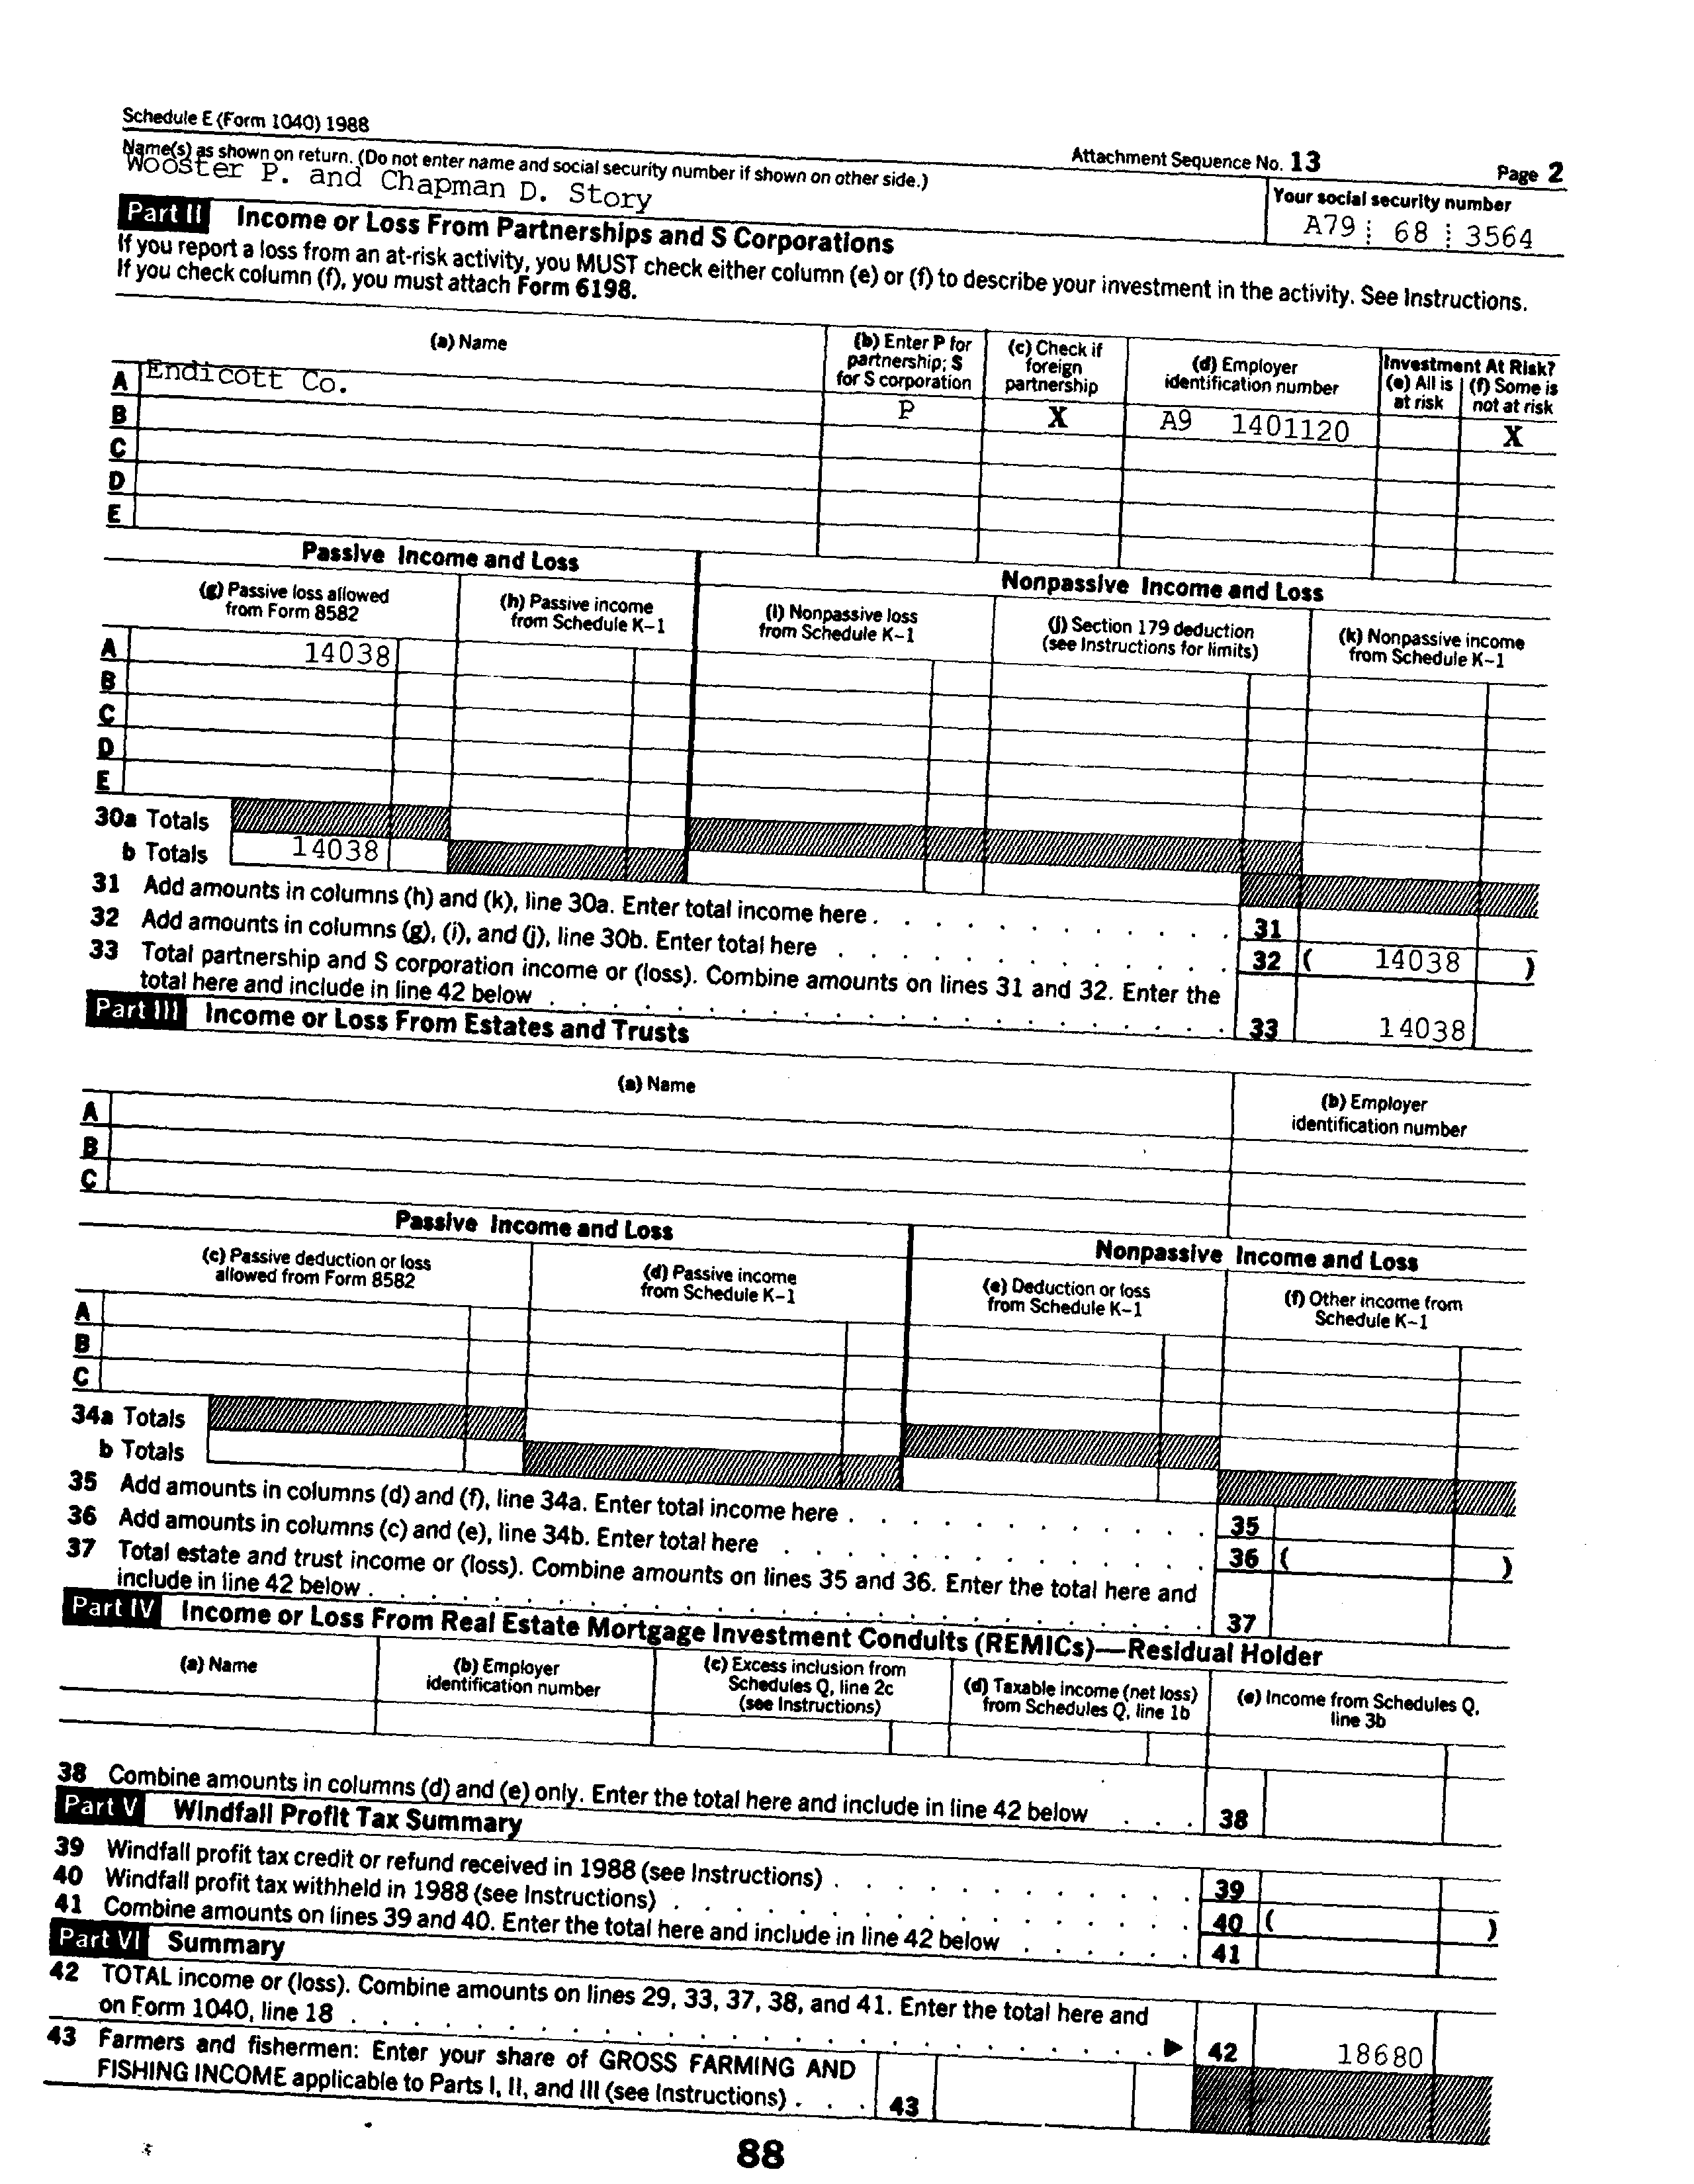 Schedule E (Form 1040) 1988
Attachment Sequence No. 13
Page 2
Name(s) as shown on return. (Do not enter name and social security number if shown on other side.)
Wooster P. and Chapman D. Story
Your social security number
A79 68 3564
Part II Income or Loss From Partnerships and S Corporations
If you report a loss from an at-risk activity, you MUST check either column (e) or (f) to describe your investment in the activity. See Instructions.
If you check column (f), you must attach Form 6198.
(a) Name
(b) Enter P for
partnership; S
for S corporation
(c) Check if
foreign
partnership
(d) Employer
identification number
Investment At Risk?
(e) All is
at risk
(f) Some is
not at risk
A Endicott Co. P X A9 1401120 X
B
C
D
E
Passive Income and Loss
Nonpassive Income and Loss
(g) Passive loss allowed
from Form 8582
(h) Passive income
from Schedule K–1
(i) Nonpassive loss
from Schedule K–1
(j) Section 179 deduction
(see Instructions for limits)
(k) Nonpassive income
from Schedule K–1
A 14038
B
C
D
E
30a Totals
b Totals 14038
31 Add amounts in columns (h) and (k), line 30a. Enter total income here . . . . . . . . . . . . 31
32 Add amounts in columns (g), (i), and (j), line 30b. Enter total here . . . . . . . . . . . . . 32 ( 14038 )
33 Total partnership and S corporation income or (loss). Combine amounts on lines 31 and 32. Enter the
total here and include in line 42 below . . . . . . . . . . . . . . . . . . . . . . 33 14038
Part III Income or Loss From Estates and Trusts
(a) Name
(b) Employer
identification number
A
B
C
Passive Income and Loss
Nonpassive Income and Loss
(c) Passive deduction or loss
allowed from Form 8582
(d) Passive income
from Schedule K–1
(e) Deduction or loss
from Schedule K–1
(f) Other income from
Schedule K–1
A
B
C
34a Totals
b Totals
35 Add amounts in columns (d) and (f), line 34a. Enter total income here . . . . . . . . . . . . 35
36 Add amounts in columns (c) and (e), line 34b. Enter total here . . . . . . . . . . . . . . 36 ( )
37 Total estate and trust income or (loss). Combine amounts on lines 35 and 36. Enter the total here and
include in line 42 below . . . . . . . . . . . . . . . . . . . . . . . . . . 37
Part IV Income or Loss From Real Estate Mortgage Investment Conduits (REMICs)—Residual Holder
(a) Name
(b) Employer
identification number
(c) Excess inclusion from
Schedules Q, line 2c
(see Instructions)
(d) Taxable income (net loss)
from Schedules Q, line 1b
(e) Income from Schedules Q,
line 3b
38 Combine amounts in columns (d) and (e) only. Enter the total here and include in line 42 below . . . 38
Part V Windfall Profit Tax Summary
39 Windfall profit tax credit or refund received in 1988 (see Instructions) . . . . . . . . . . . . 39
40 Windfall profit tax withheld in 1988 (see Instructions) . . . . . . . . . . . . . . . . . 40 ( )
41 Combine amounts on lines 39 and 40. Enter the total here and include in line 42 below . . . . . . 41
Part VI Summary
42 TOTAL income or (loss). Combine amounts on lines 29, 33, 37, 38, and 41. Enter the total here and
on Form 1040, line 18 . . . . . . . . . . . . . . . . . . . . . . . . . . ▶ 42 18680
43 Farmers and fishermen: Enter your share of GROSS FARMING AND
FISHING INCOME applicable to Parts I, II, and III (see Instructions) . . . 43
88